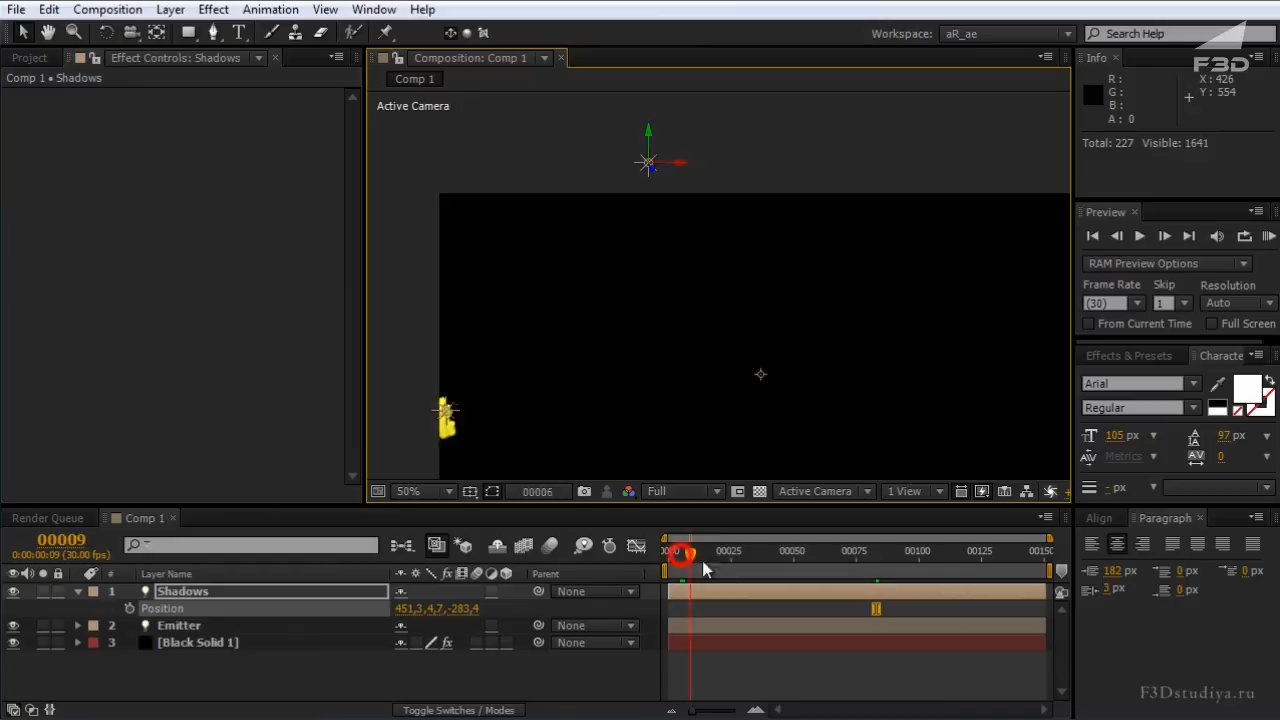 File Edit Composition Layer Effect Animation View Window Help
Workspace: aR_ae Search Help
F3D
Project Effect Controls: Shadows
Comp 1 • Shadows
Composition: Comp 1
Comp 1
Active Camera
Info
R: X: 426
G: Y: 554
B:
A: 0
Total: 227 Visible: 1641
Preview
RAM Preview Options
Frame Rate Skip Resolution
(30) 1 Auto
From Current Time Full Screen
Effects & Presets Characte
Arial
Regular
105 px 97 px
Metrics 0
- px
50% 00006 Full Active Camera 1 View
Render Queue Comp 1
Align Paragraph
00009
0:00:00:09 (30.00 fps)
00025 00050 00075 00100 00125 00150
182 px 0 px 0 px
3 px 0 px
# Layer Name Parent
1 Shadows None
Position 451,3,4,7,-283,4
2 Emitter None
3 [Black Solid 1] None
Toggle Switches / Modes
F3Dstudiya.ru